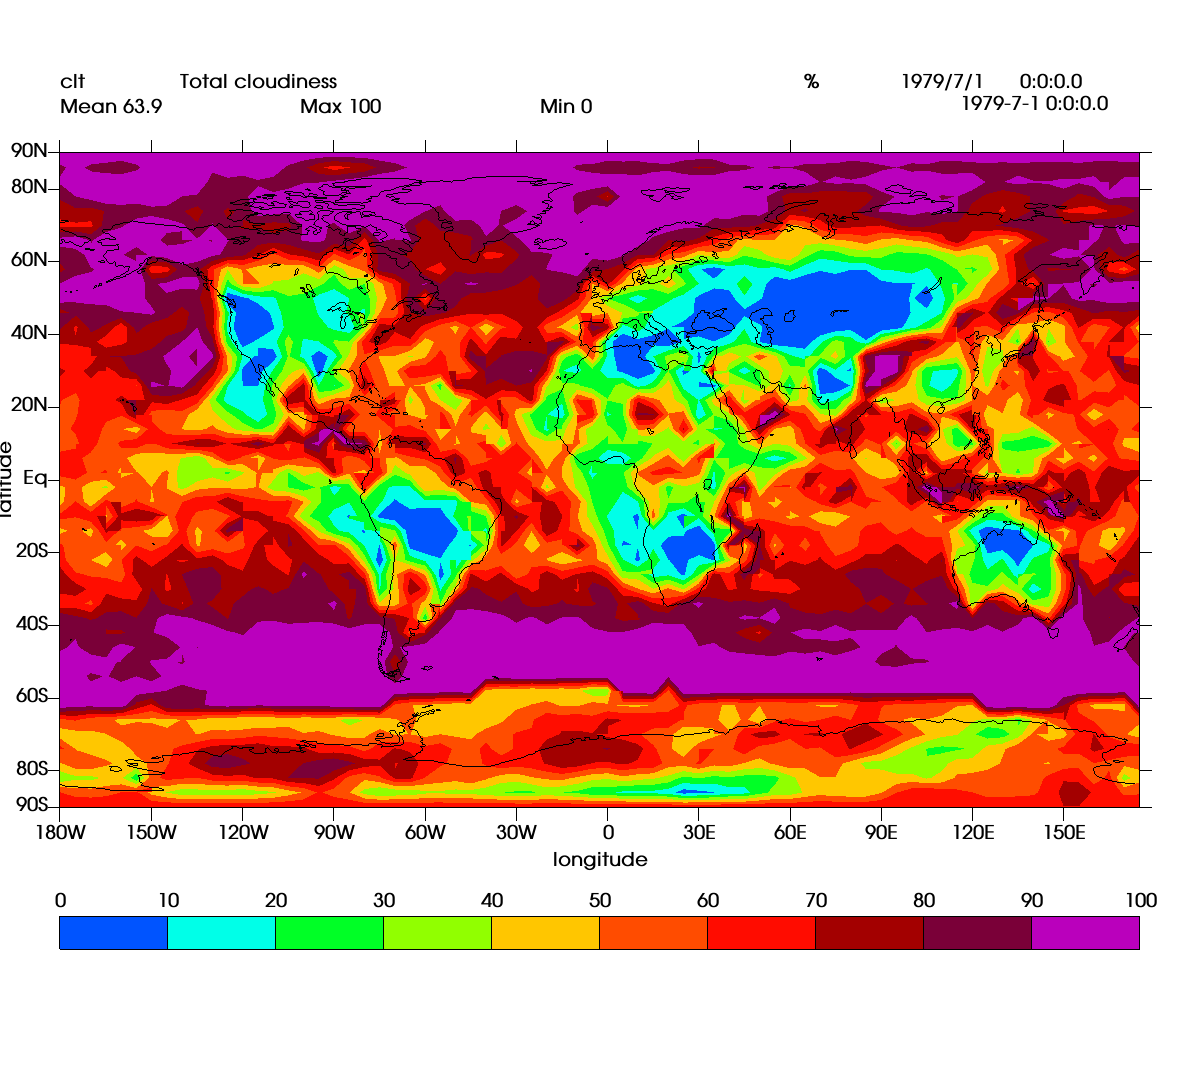 clt Total cloudiness % 1979/7/1 0:0:0.0
Mean 63.9 Max 100 Min 0 1979-7-1 0:0:0.0
90N
80N
60N
40N
20N
Eq
20S
40S
60S
80S
90S
latitude
180W 150W 120W 90W 60W 30W 0 30E 60E 90E 120E 150E
longitude
0 10 20 30 40 50 60 70 80 90 100